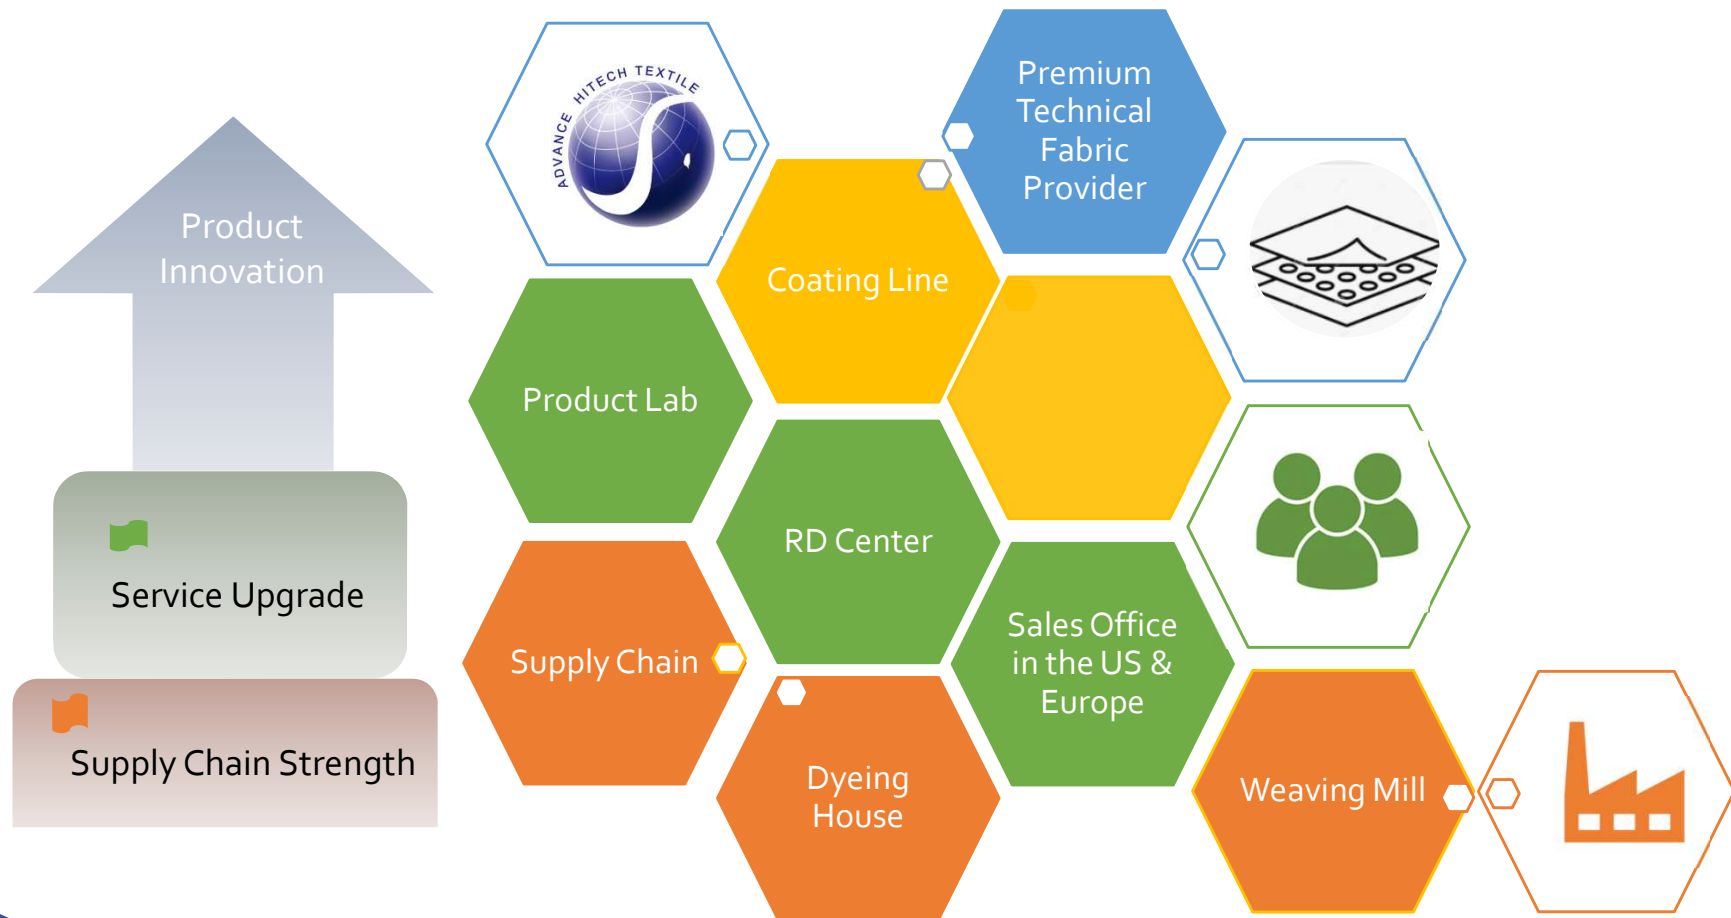 ADVANCE HITECH TEXTILE
Premium
Technical
Fabric
Provider
Product
Innovation
Coating Line
Product Lab
RD Center
Service Upgrade
Supply Chain
Sales Office
in the US &
Europe
Supply Chain Strength
Dyeing
House
Weaving Mill